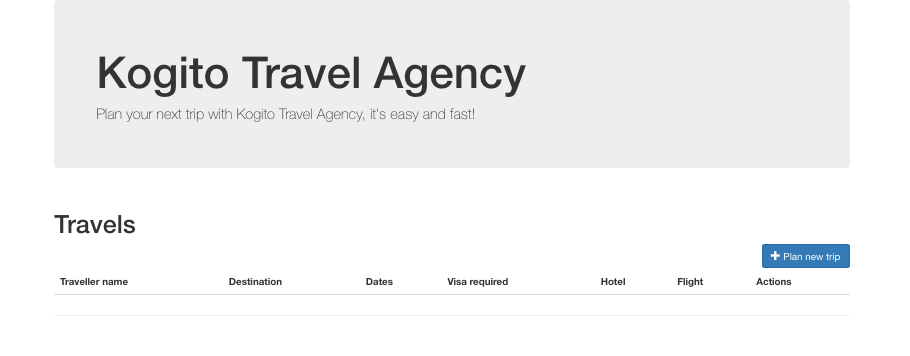 Kogito Travel Agency
Plan your next trip with Kogito Travel Agency, it's easy and fast!
Travels
Plan new trip
Traveller name Destination Dates Visa required Hotel Flight Actions